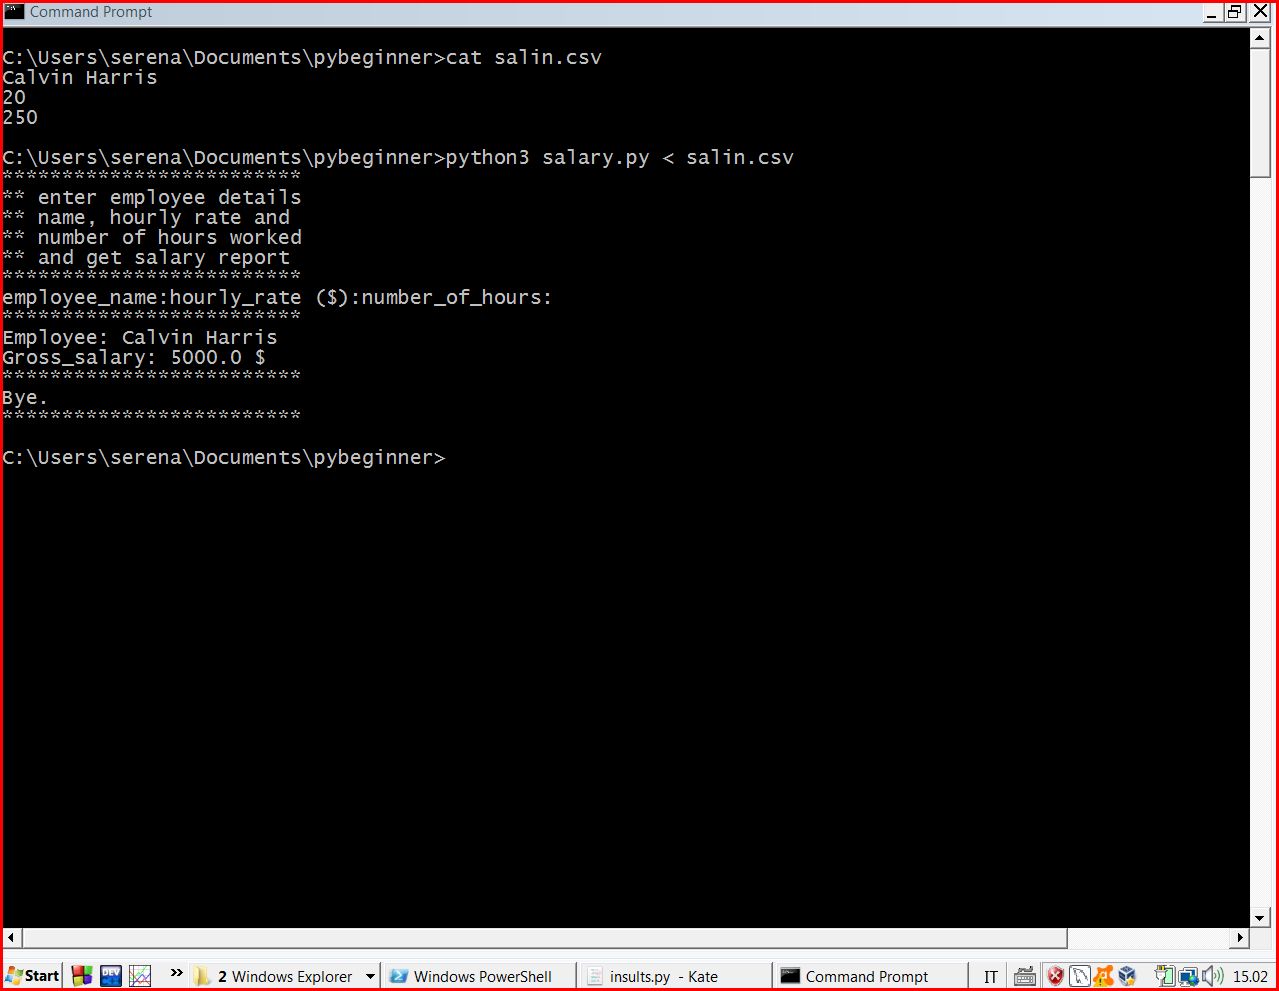 Command Prompt
C:\Users\serena\Documents\pybeginner>cat salin.csv
Calvin Harris
20
250
C:\Users\serena\Documents\pybeginner>python3 salary.py < salin.csv
*************************
** enter employee details
** name, hourly rate and
** number of hours worked
** and get salary report
*************************
employee_name:hourly_rate ($):number_of_hours:
*************************
Employee: Calvin Harris
Gross_salary: 5000.0 $
*************************
Bye.
*************************
C:\Users\serena\Documents\pybeginner>
Start DEV » 2 Windows Explorer Windows PowerShell insults.py - Kate Command Prompt IT 15.02